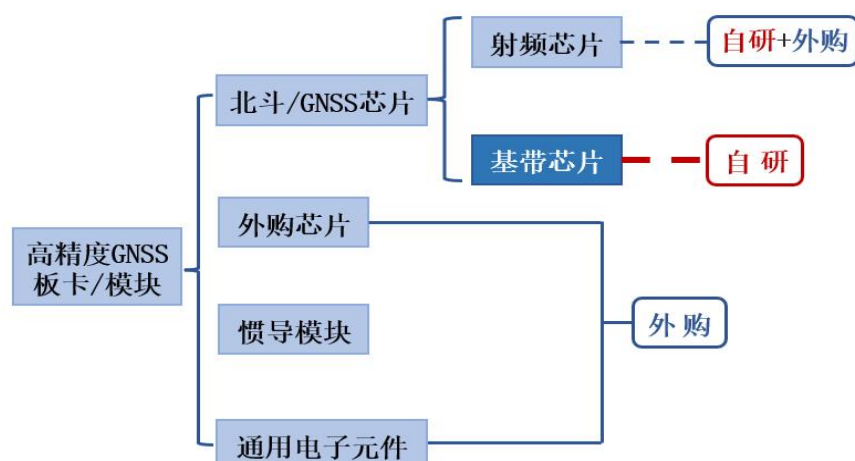 射频芯片
自研+外购
北斗/GNSS芯片
基带芯片
自 研
外购芯片
高精度GNSS
板卡/模块
惯导模块
外 购
通用电子元件